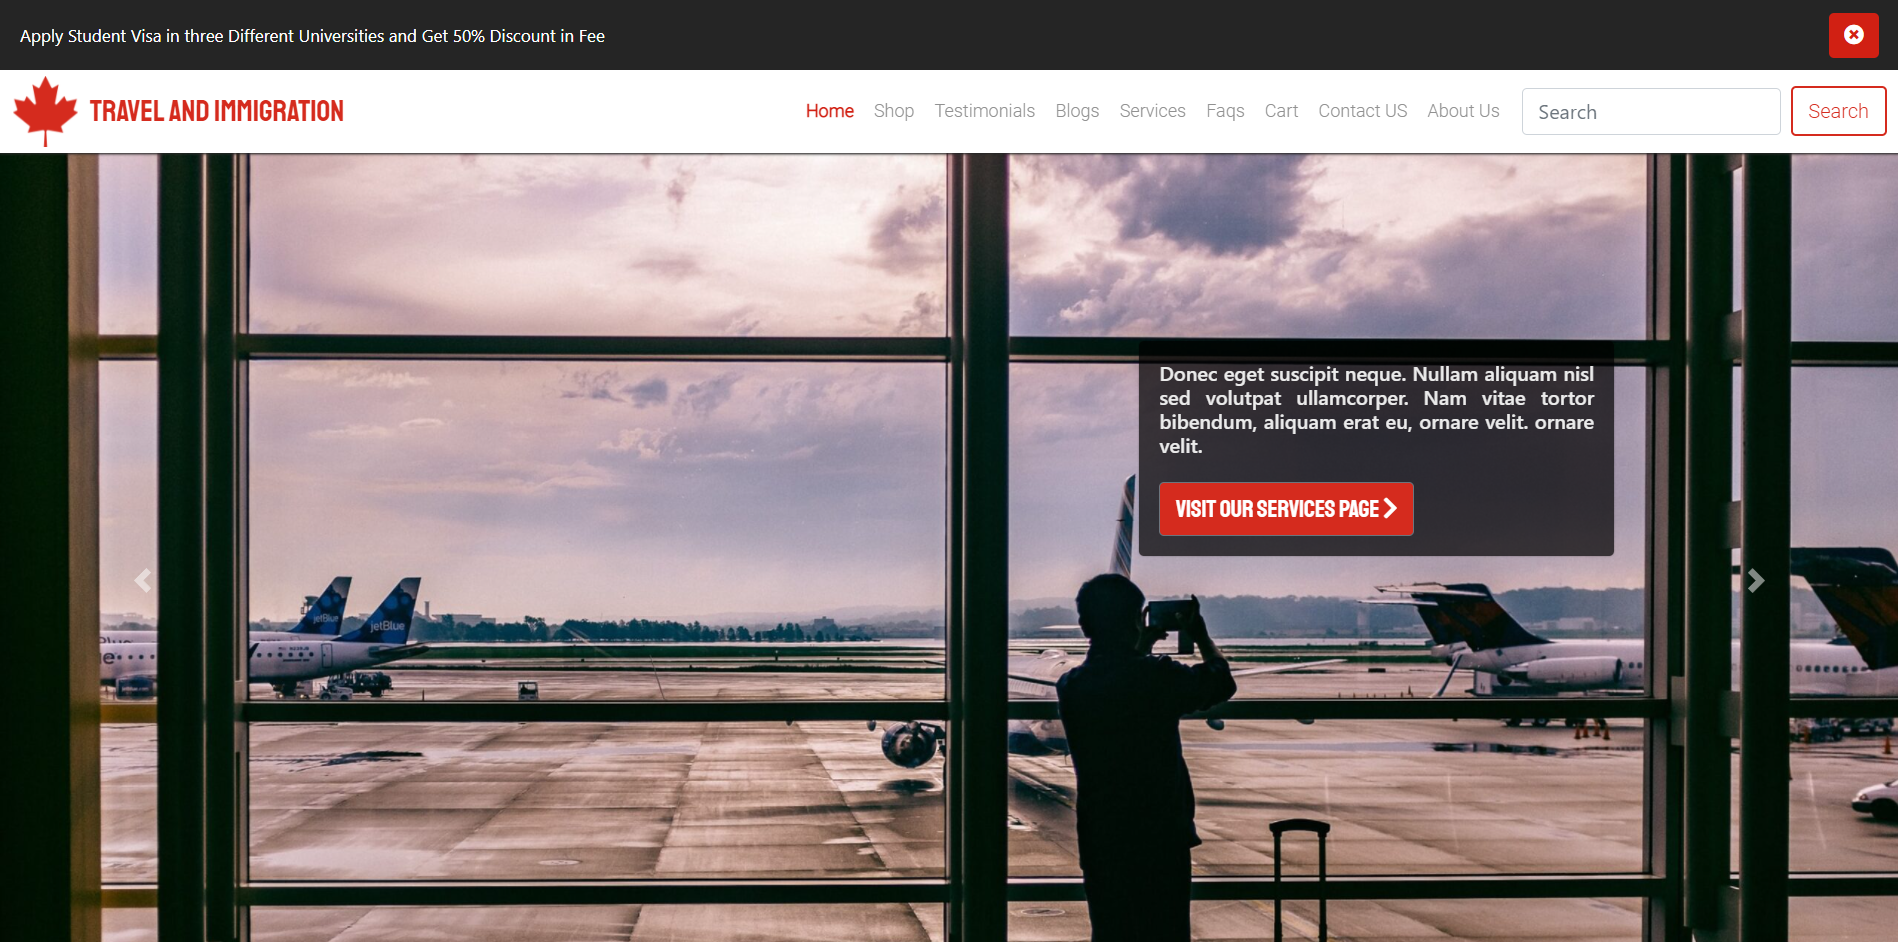 Apply Student Visa in three Different Universities and Get 50% Discount in Fee
TRAVEL AND IMMIGRATION
Home Shop Testimonials Blogs Services Faqs Cart Contact US About Us Search Search
Donec eget suscipit neque. Nullam aliquam nisl
sed volutpat ullamcorper. Nam vitae tortor
bibendum, aliquam erat eu, ornare velit. ornare
velit.
VISIT OUR SERVICES PAGE
jetBlue
jetBlue